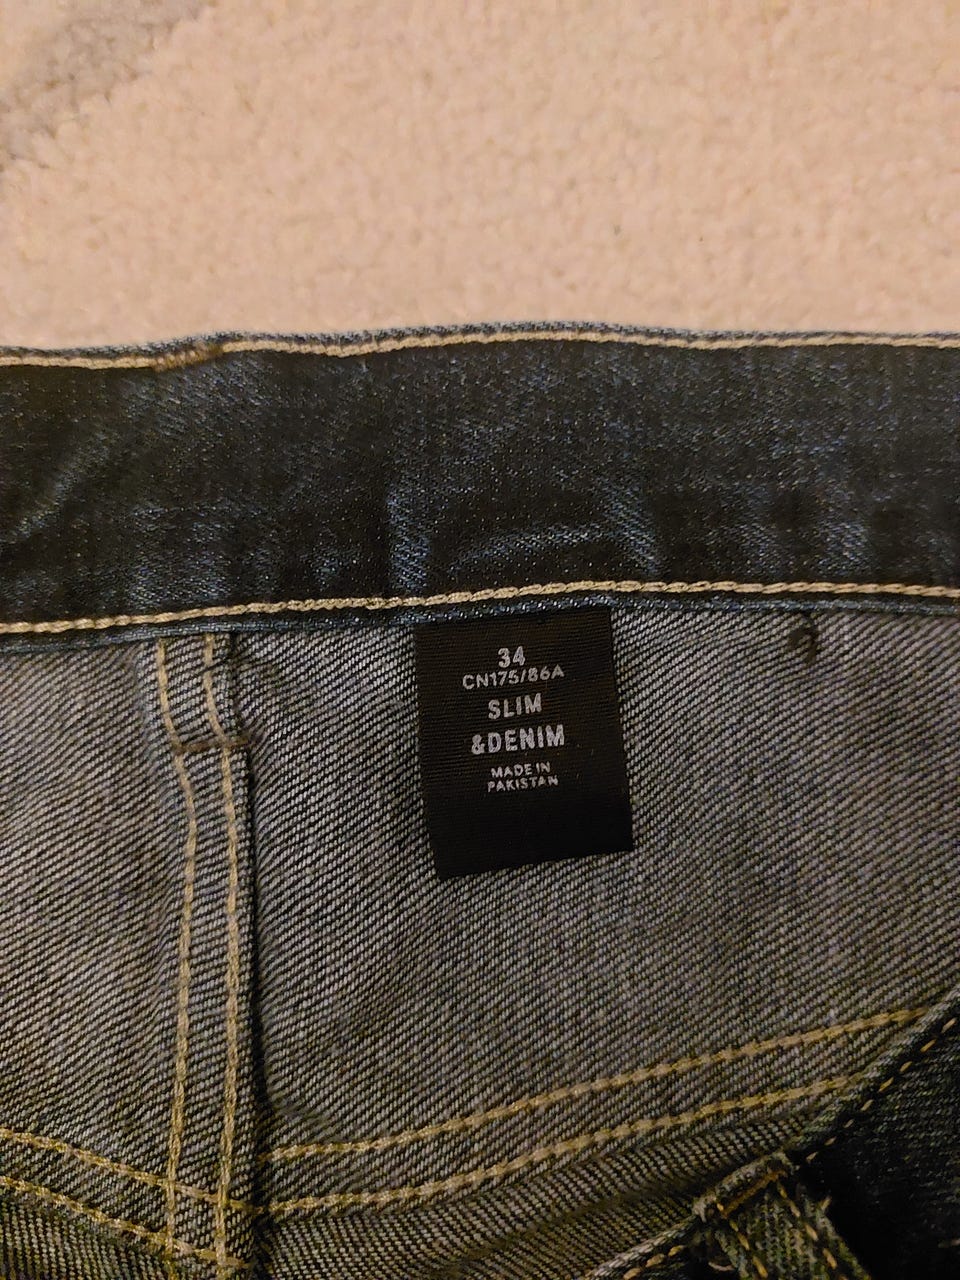 34
CN175/86A
SLIM
&DENIM
MADE IN
PAKISTAN